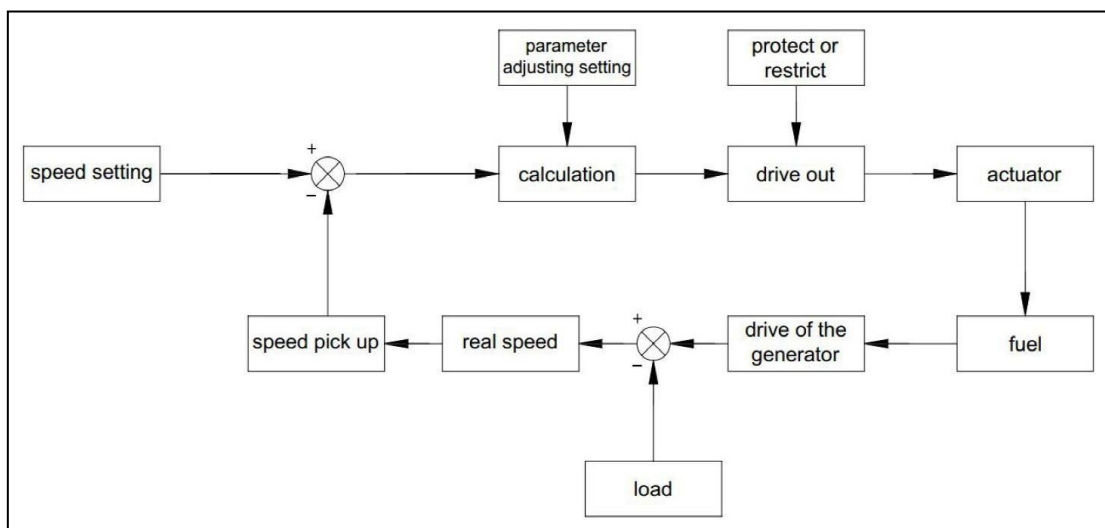 parameter
adjusting setting
protect or
restrict
+
speed setting
calculation
drive out
actuator
−
+
speed pick up
real speed
drive of the
generator
fuel
−
load